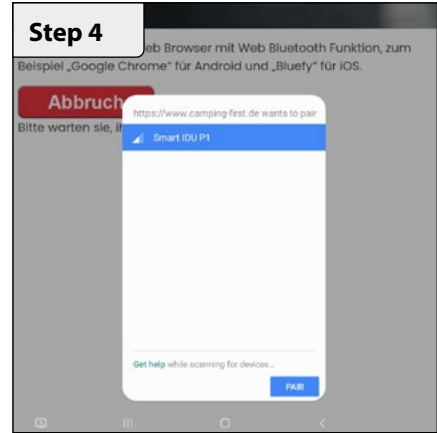 Step 4
eb Browser mit Web Bluetooth Funktion, zum
Beispiel „Google Chrome“ für Android und „Bluefy“ für iOS.
Abbruch
Bitte warten sie, i
https://www.camping-first.de wants to pair
Smart IDU P1
Get help while scanning for devices...
PAIR